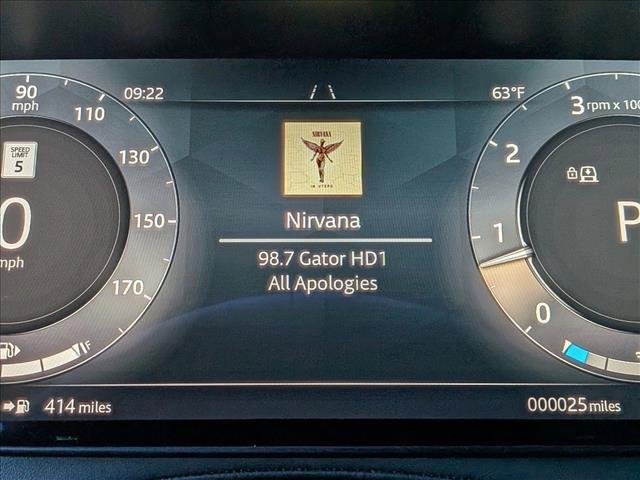 90
mph
110
130
150
170
SPEED
LIMIT
5
0
mph
F
09:22
63°F
NIRVANA
IN UTERO
Nirvana
98.7 Gator HD1
All Apologies
3 rpm x 100
2
1
0
P
414 miles
000025 miles